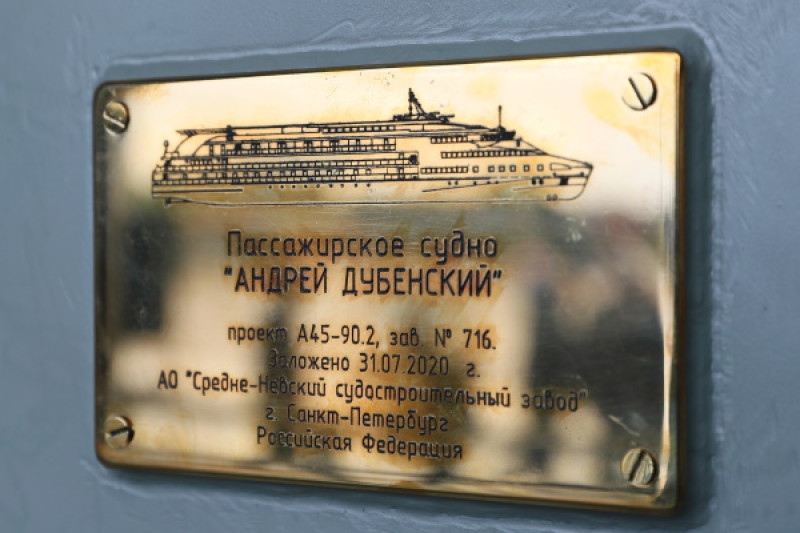 Пассажирское судно
"АНДРЕЙ ДУБЕНСКИЙ"
проект А45-90.2, зав. № 716.
Заложено 31.07.2020 г.
АО "Средне-Невский судостроительный завод"
г. Санкт-Петербург
Российская Федерация